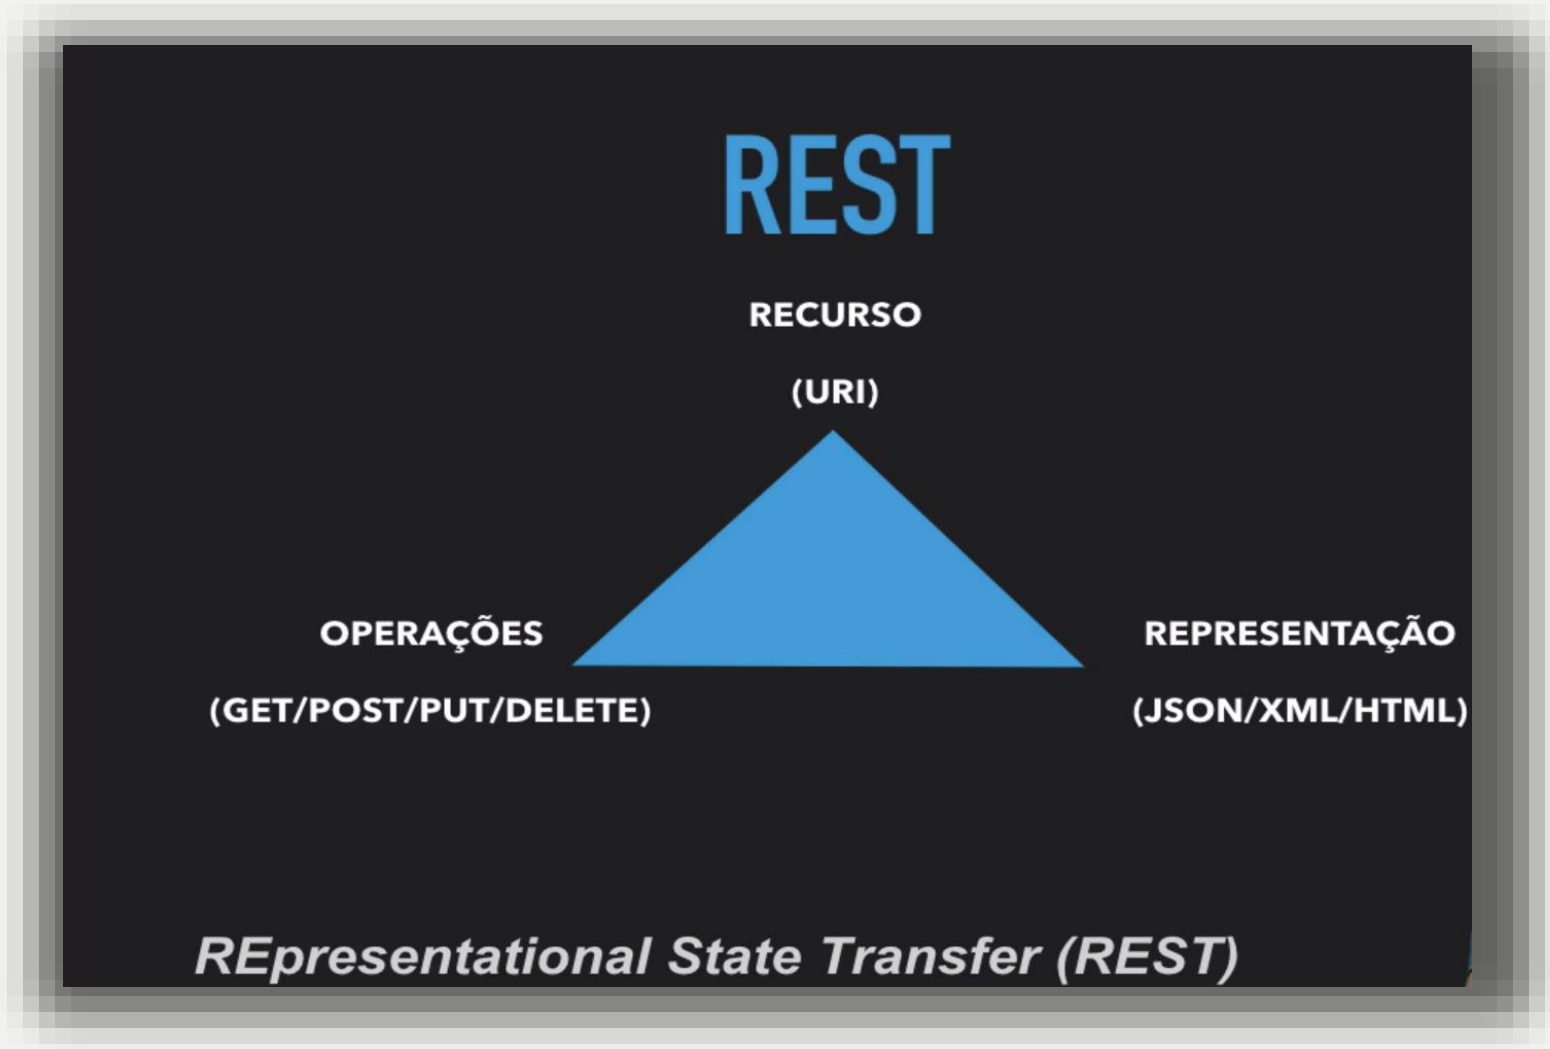 REST
RECURSO
(URI)
OPERAÇÕES
(GET/POST/PUT/DELETE)
REPRESENTAÇÃO
(JSON/XML/HTML)
REpresentational State Transfer (REST)